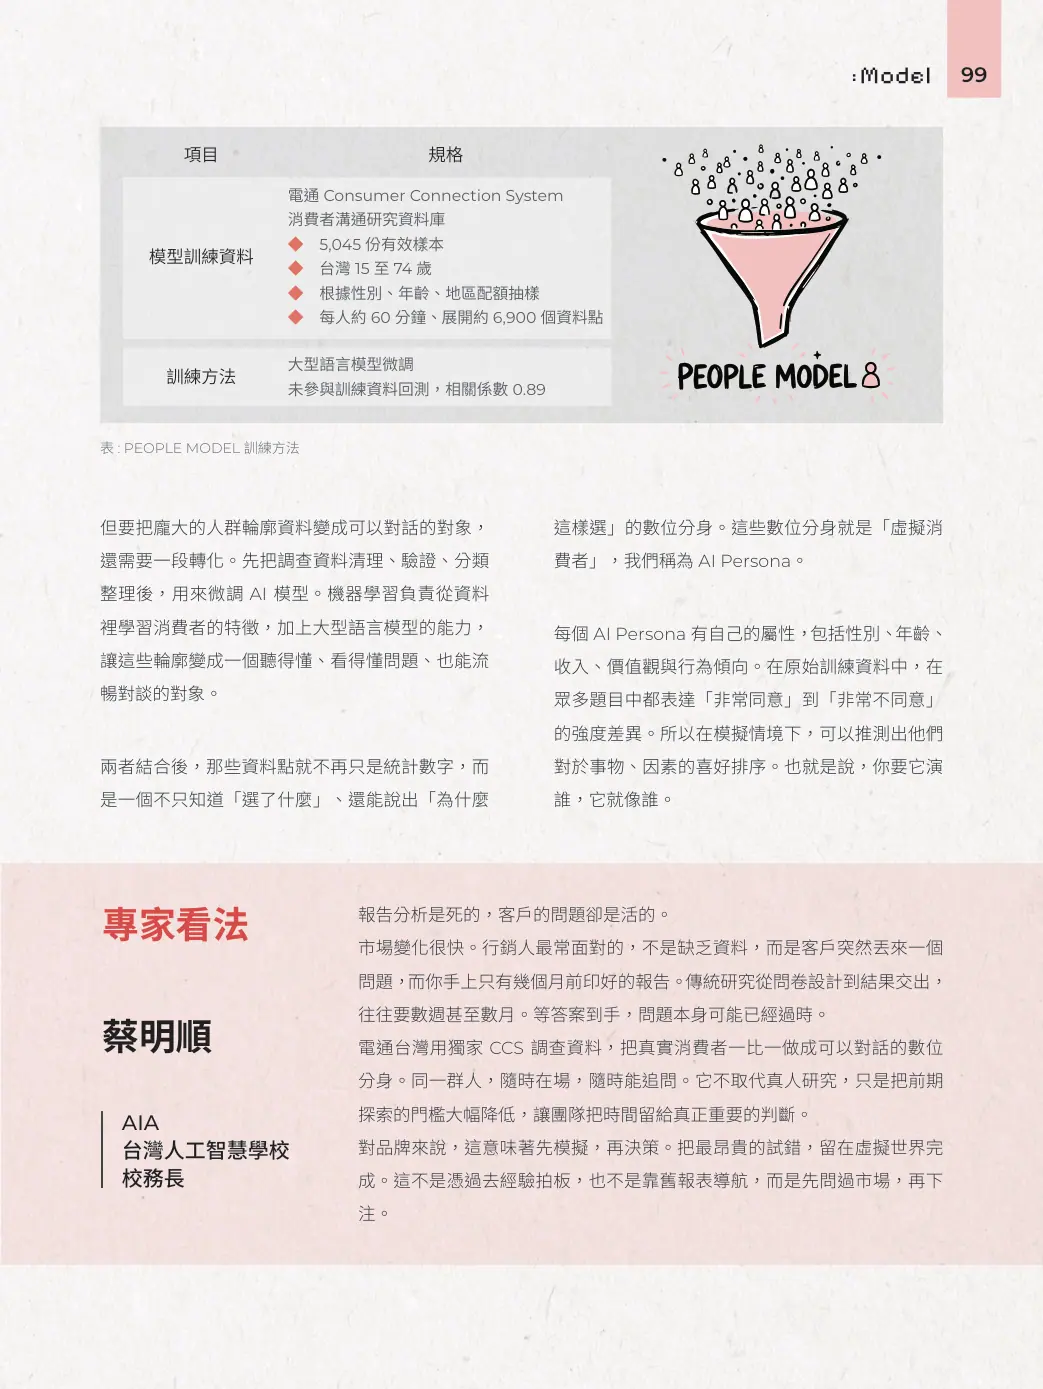 :Model
99
項目
規格
模型訓練資料
電通 Consumer Connection System
消費者溝通研究資料庫
◆ 5,045 份有效樣本
◆ 台灣 15 至 74 歲
◆ 根據性別、年齡、地區配額抽樣
◆ 每人約 60 分鐘、展開約 6,900 個資料點
訓練方法
大型語言模型微調
未參與訓練資料回測，相關係數 0.89
PEOPLE MODEL
表 : PEOPLE MODEL 訓練方法
但要把龐大的人群輪廓資料變成可以對話的對象，
還需要一段轉化。先把調查資料清理、驗證、分類
整理後，用來微調 AI 模型。機器學習負責從資料
裡學習消費者的特徵，加上大型語言模型的能力，
讓這些輪廓變成一個聽得懂、看得懂問題、也能流
暢對談的對象。
兩者結合後，那些資料點就不再只是統計數字，而
是一個不只知道「選了什麼」、還能說出「為什麼
這樣選」的數位分身。這些數位分身就是「虛擬消
費者」，我們稱為 AI Persona。
每個 AI Persona 有自己的屬性，包括性別、年齡、
收入、價值觀與行為傾向。在原始訓練資料中，在
眾多題目中都表達「非常同意」到「非常不同意」
的強度差異。所以在模擬情境下，可以推測出他們
對於事物、因素的喜好排序。也就是說，你要它演
誰，它就像誰。
專家看法
蔡明順
AIA
台灣人工智慧學校
校務長
報告分析是死的，客戶的問題卻是活的。
市場變化很快。行銷人最常面對的，不是缺乏資料，而是客戶突然丟來一個
問題，而你手上只有幾個月前印好的報告。傳統研究從問卷設計到結果交出，
往往要數週甚至數月。等答案到手，問題本身可能已經過時。
電通台灣用獨家 CCS 調查資料，把真實消費者一比一做成可以對話的數位
分身。同一群人，隨時在場，隨時能追問。它不取代真人研究，只是把前期
探索的門檻大幅降低，讓團隊把時間留給真正重要的判斷。
對品牌來說，這意味著先模擬，再決策。把最昂貴的試錯，留在虛擬世界完
成。這不是憑過去經驗拍板，也不是靠舊報表導航，而是先問過市場，再下
注。